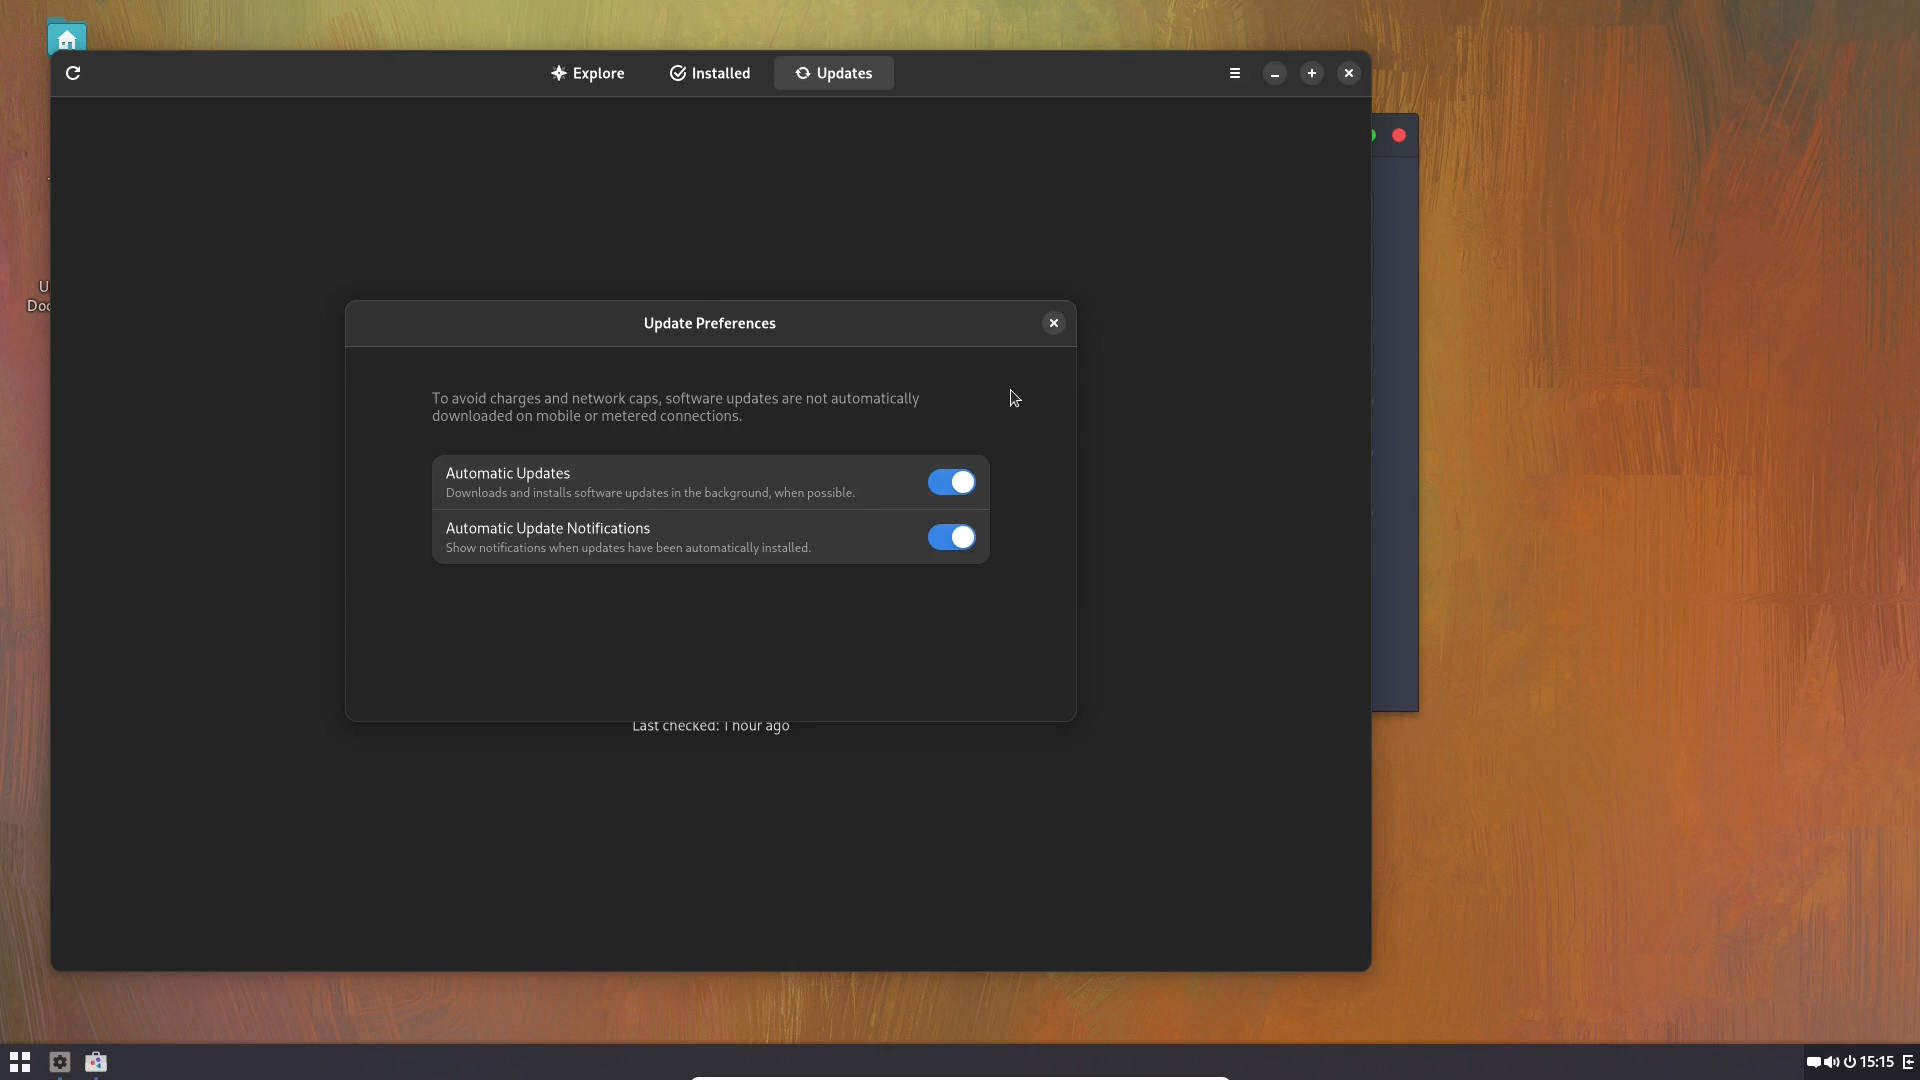 Explore
Installed
Updates
U
Doc
Update Preferences
To avoid charges and network caps, software updates are not automatically
downloaded on mobile or metered connections.
Automatic Updates
Downloads and installs software updates in the background, when possible.
Automatic Update Notifications
Show notifications when updates have been automatically installed.
Last checked: 1 hour ago
15:15